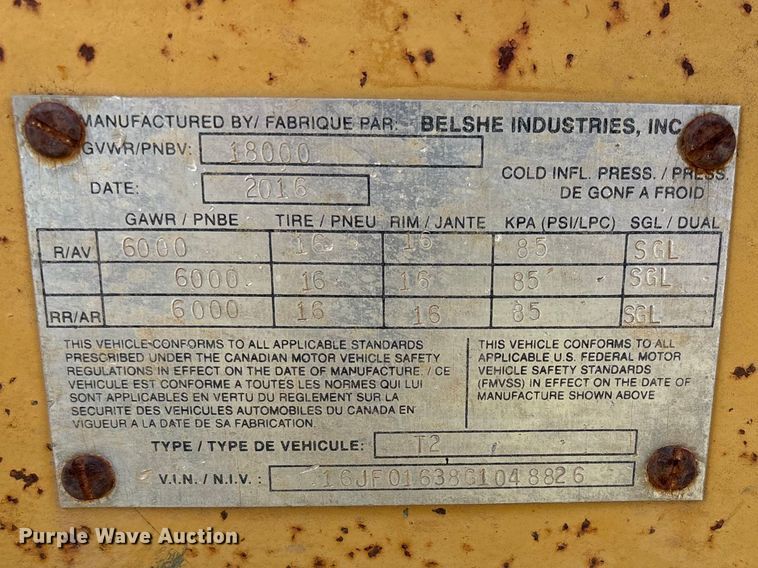 MANUFACTURED BY/ FABRIQUE PAR: BELSHE INDUSTRIES, INC
GVWR/PNBV: 18000
DATE: 2016
COLD INFL. PRESS. / PRESS.
DE GONF A FROID
GAWR / PNBE TIRE / PNEU RIM / JANTE KPA (PSI/LPC) SGL / DUAL
R/AV 6000 16 16 85 SGL
6000 16 16 85 SGL
RR/AR 6000 16 16 85 SGL
THIS VEHICLE-CONFORMS TO ALL APPLICABLE STANDARDS
PRESCRIBED UNDER THE CANADIAN MOTOR VEHICLE SAFETY
REGULATIONS IN EFFECT ON THE DATE OF MANUFACTURE. / CE
VEHICULE EST CONFORME A TOUTES LES NORMES QUI LUI
SONT APPLICABLES EN VERTU DU REGLEMENT SUR LA
SECURITE DES VEHICULES AUTOMOBILES DU CANADA EN
VIGUEUR A LA DATE DE SA FABRICATION.
THIS VEHICLE CONFORMS TO ALL
APPLICABLE U.S. FEDERAL MOTOR
VEHICLE SAFETY STANDARDS
(FMVSS) IN EFFECT ON THE DATE OF
MANUFACTURE SHOWN ABOVE
TYPE / TYPE DE VEHICULE: T2
V.I.N. / N.I.V. : 16JF01638G1048826
Purple Wave Auction